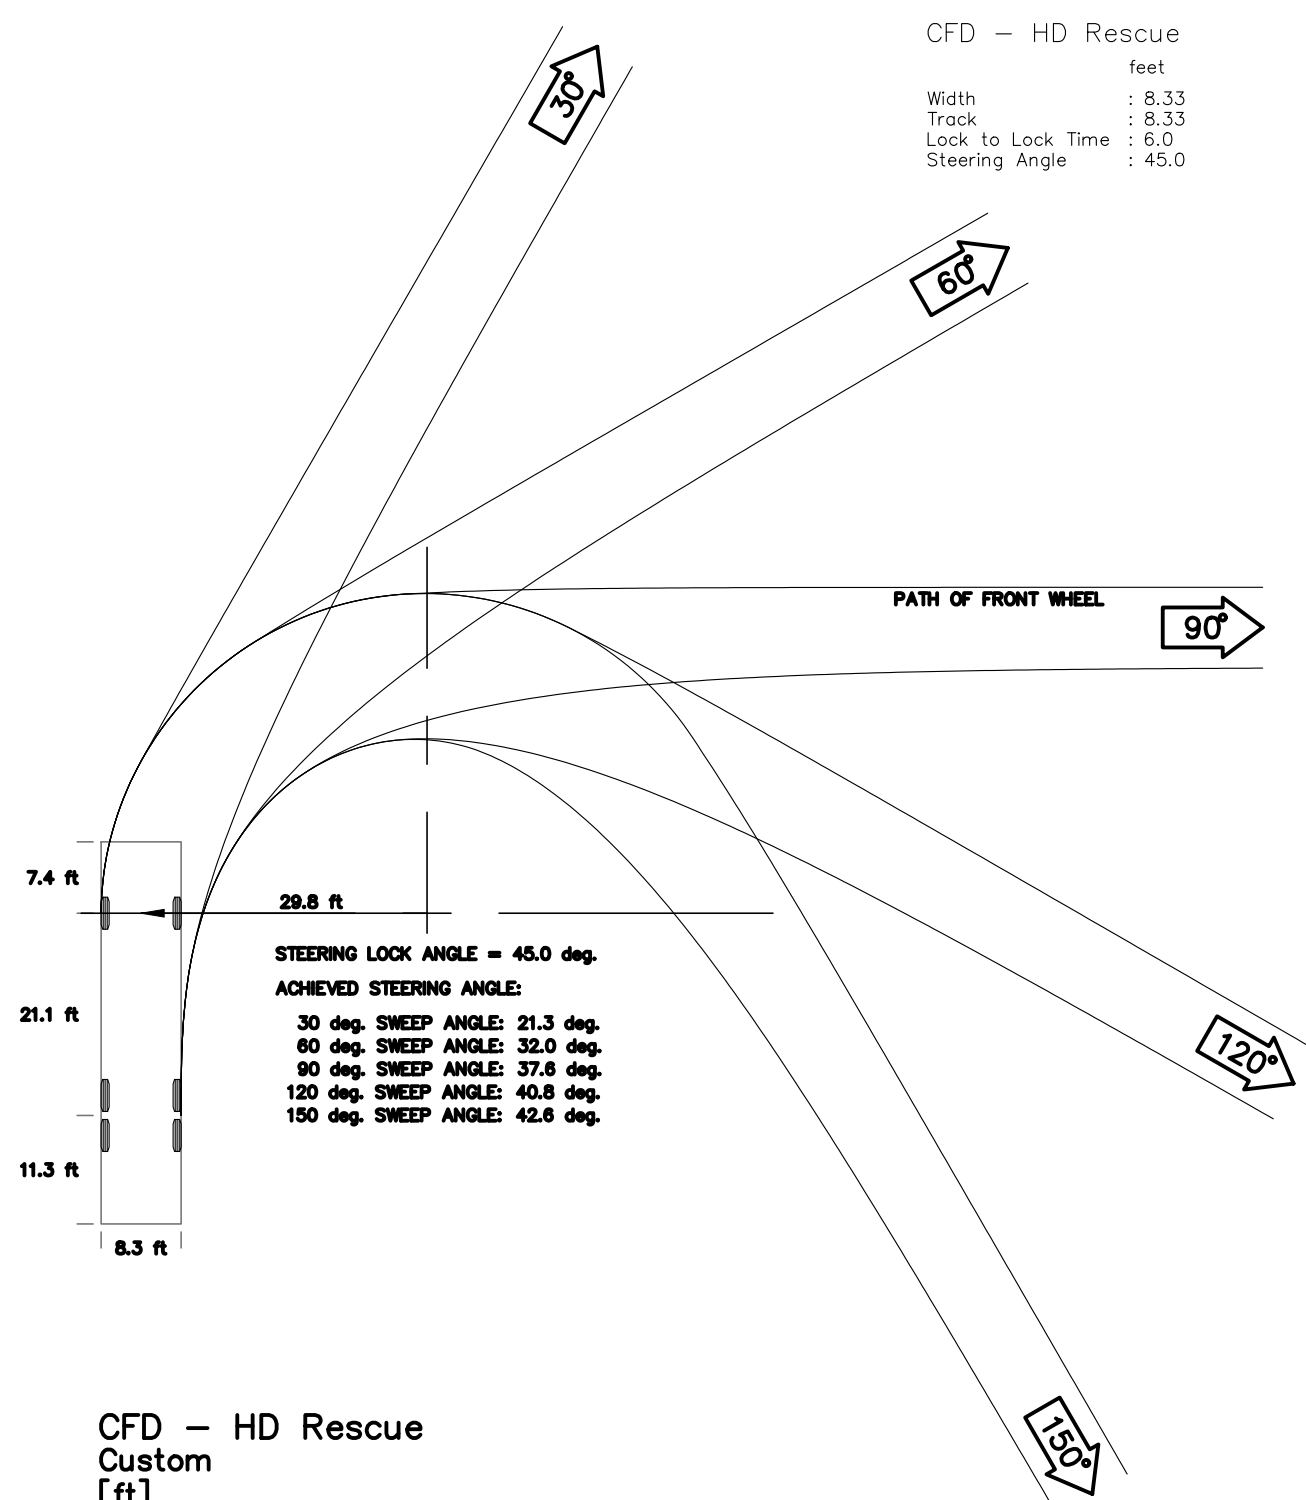 CFD – HD Rescue
feet
Width : 8.33
Track : 8.33
Lock to Lock Time : 6.0
Steering Angle : 45.0
30°
60°
PATH OF FRONT WHEEL
90°
7.4 ft
29.8 ft
STEERING LOCK ANGLE = 45.0 deg.
ACHIEVED STEERING ANGLE:
21.1 ft
30 deg. SWEEP ANGLE: 21.3 deg.
60 deg. SWEEP ANGLE: 32.0 deg.
90 deg. SWEEP ANGLE: 37.6 deg.
120 deg. SWEEP ANGLE: 40.8 deg.
150 deg. SWEEP ANGLE: 42.6 deg.
120°
11.3 ft
8.3 ft
150°
CFD – HD Rescue
Custom
[ft]